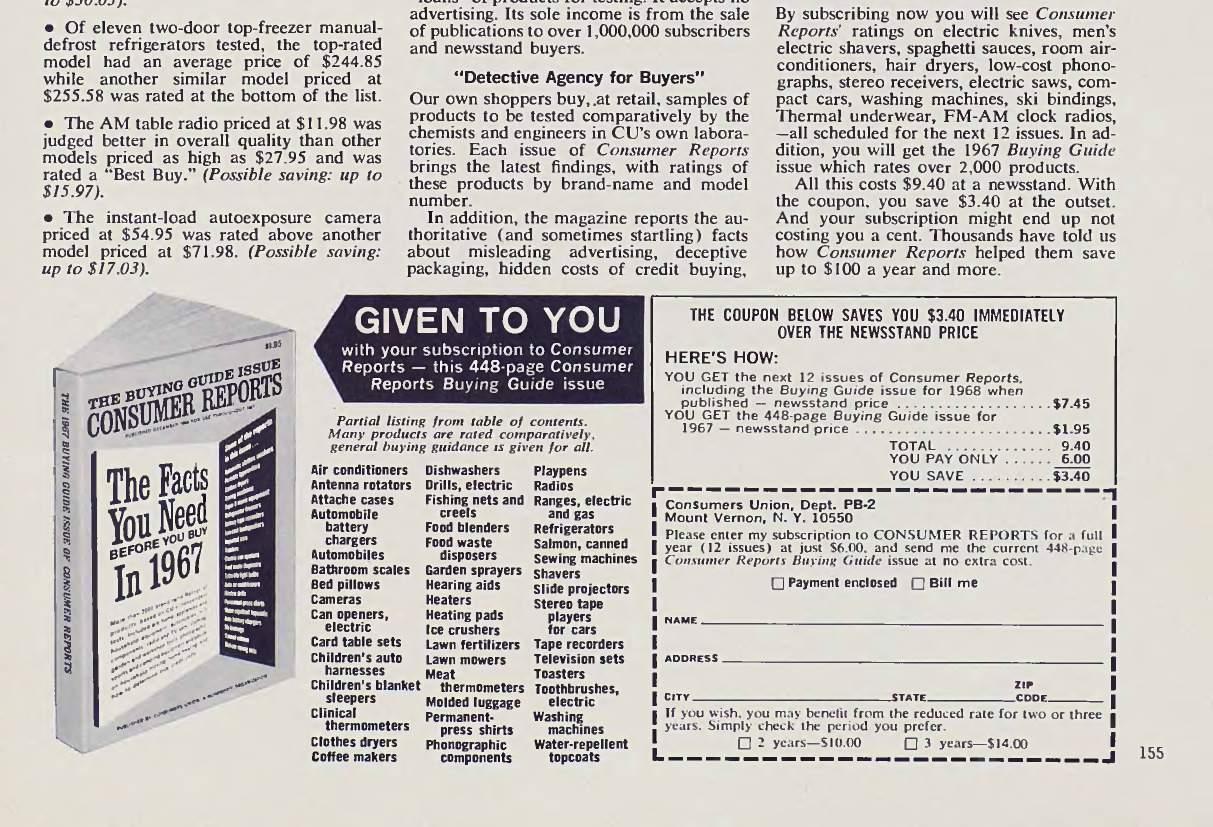 to $30.05).
• Of eleven two-door top-freezer manual-
defrost refrigerators tested, the top-rated
model had an average price of $244.85
while another similar model priced at
$255.58 was rated at the bottom of the list.
• The AM table radio priced at $11.98 was
judged better in overall quality than other
models priced as high as $27.95 and was
rated a "Best Buy." (Possible saving: up to
$15.97).
• The instant-load autoexposure camera
priced at $54.95 was rated above another
model priced at $71.98. (Possible saving:
up to $17.03).
"loans" of products for testing. It accepts no
advertising. Its sole income is from the sale
of publications to over 1,000,000 subscribers
and newsstand buyers.
"Detective Agency for Buyers"
Our own shoppers buy, at retail, samples of
products to be tested comparatively by the
chemists and engineers in CU's own labora-
tories. Each issue of Consumer Reports
brings the latest findings, with ratings of
these products by brand-name and model
number.
In addition, the magazine reports the au-
thoritative (and sometimes startling) facts
about misleading advertising, deceptive
packaging, hidden costs of credit buying,
By subscribing now you will see Consumer
Reports' ratings on electric knives, men's
electric shavers, spaghetti sauces, room air-
conditioners, hair dryers, low-cost phono-
graphs, stereo receivers, electric saws, com-
pact cars, washing machines, ski bindings,
Thermal underwear, FM-AM clock radios,
—all scheduled for the next 12 issues. In ad-
dition, you will get the 1967 Buying Guide
issue which rates over 2,000 products.
All this costs $9.40 at a newsstand. With
the coupon, you save $3.40 at the outset.
And your subscription might end up not
costing you a cent. Thousands have told us
how Consumer Reports helped them save
up to $100 a year and more.
$1.95
THE BUYING GUIDE ISSUE
CONSUMER REPORTS
THE 1967 BUYING GUIDE ISSUE OF CONSUMER REPORTS
Some of the reports
in this issue...
The Facts
You Need
BEFORE YOU BUY
In 1967
GIVEN TO YOU
with your subscription to Consumer
Reports — this 448-page Consumer
Reports Buying Guide issue
Partial listing from table of contents.
Many products are rated comparatively,
general buying guidance is given for all.
Air conditioners
Antenna rotators
Attache cases
Automobile
battery
chargers
Automobiles
Bathroom scales
Bed pillows
Cameras
Can openers,
electric
Card table sets
Children's auto
harnesses
Children's blanket
sleepers
Clinical
thermometers
Clothes dryers
Coffee makers
Dishwashers
Drills, electric
Fishing nets and
creels
Food blenders
Food waste
disposers
Garden sprayers
Hearing aids
Heaters
Heating pads
Ice crushers
Lawn fertilizers
Lawn mowers
Meat
thermometers
Molded luggage
Permanent-
press shirts
Phonographic
components
Playpens
Radios
Ranges, electric
and gas
Refrigerators
Salmon, canned
Sewing machines
Shavers
Slide projectors
Stereo tape
players
for cars
Tape recorders
Television sets
Toasters
Toothbrushes,
electric
Washing
machines
Water-repellent
topcoats
THE COUPON BELOW SAVES YOU $3.40 IMMEDIATELY
OVER THE NEWSSTAND PRICE
HERE'S HOW:
YOU GET the next 12 issues of Consumer Reports,
including the Buying Guide issue for 1968 when
published — newsstand price ................... $7.45
YOU GET the 448-page Buying Guide issue for
1967 — newsstand price ......................... $1.95
TOTAL ............ 9.40
YOU PAY ONLY ...... 6.00
YOU SAVE .......... $3.40
Consumers Union, Dept. PB-2
Mount Vernon, N. Y. 10550
Please enter my subscription to CONSUMER REPORTS for a full
year (12 issues) at just $6.00, and send me the current 448-page
Consumer Reports Buying Guide issue at no extra cost.
☐ Payment enclosed ☐ Bill me
NAME
ADDRESS
CITY STATE ZIP CODE
If you wish, you may benefit from the reduced rate for two or three
years. Simply check the period you prefer.
☐ 2 years—$10.00 ☐ 3 years—$14.00
155